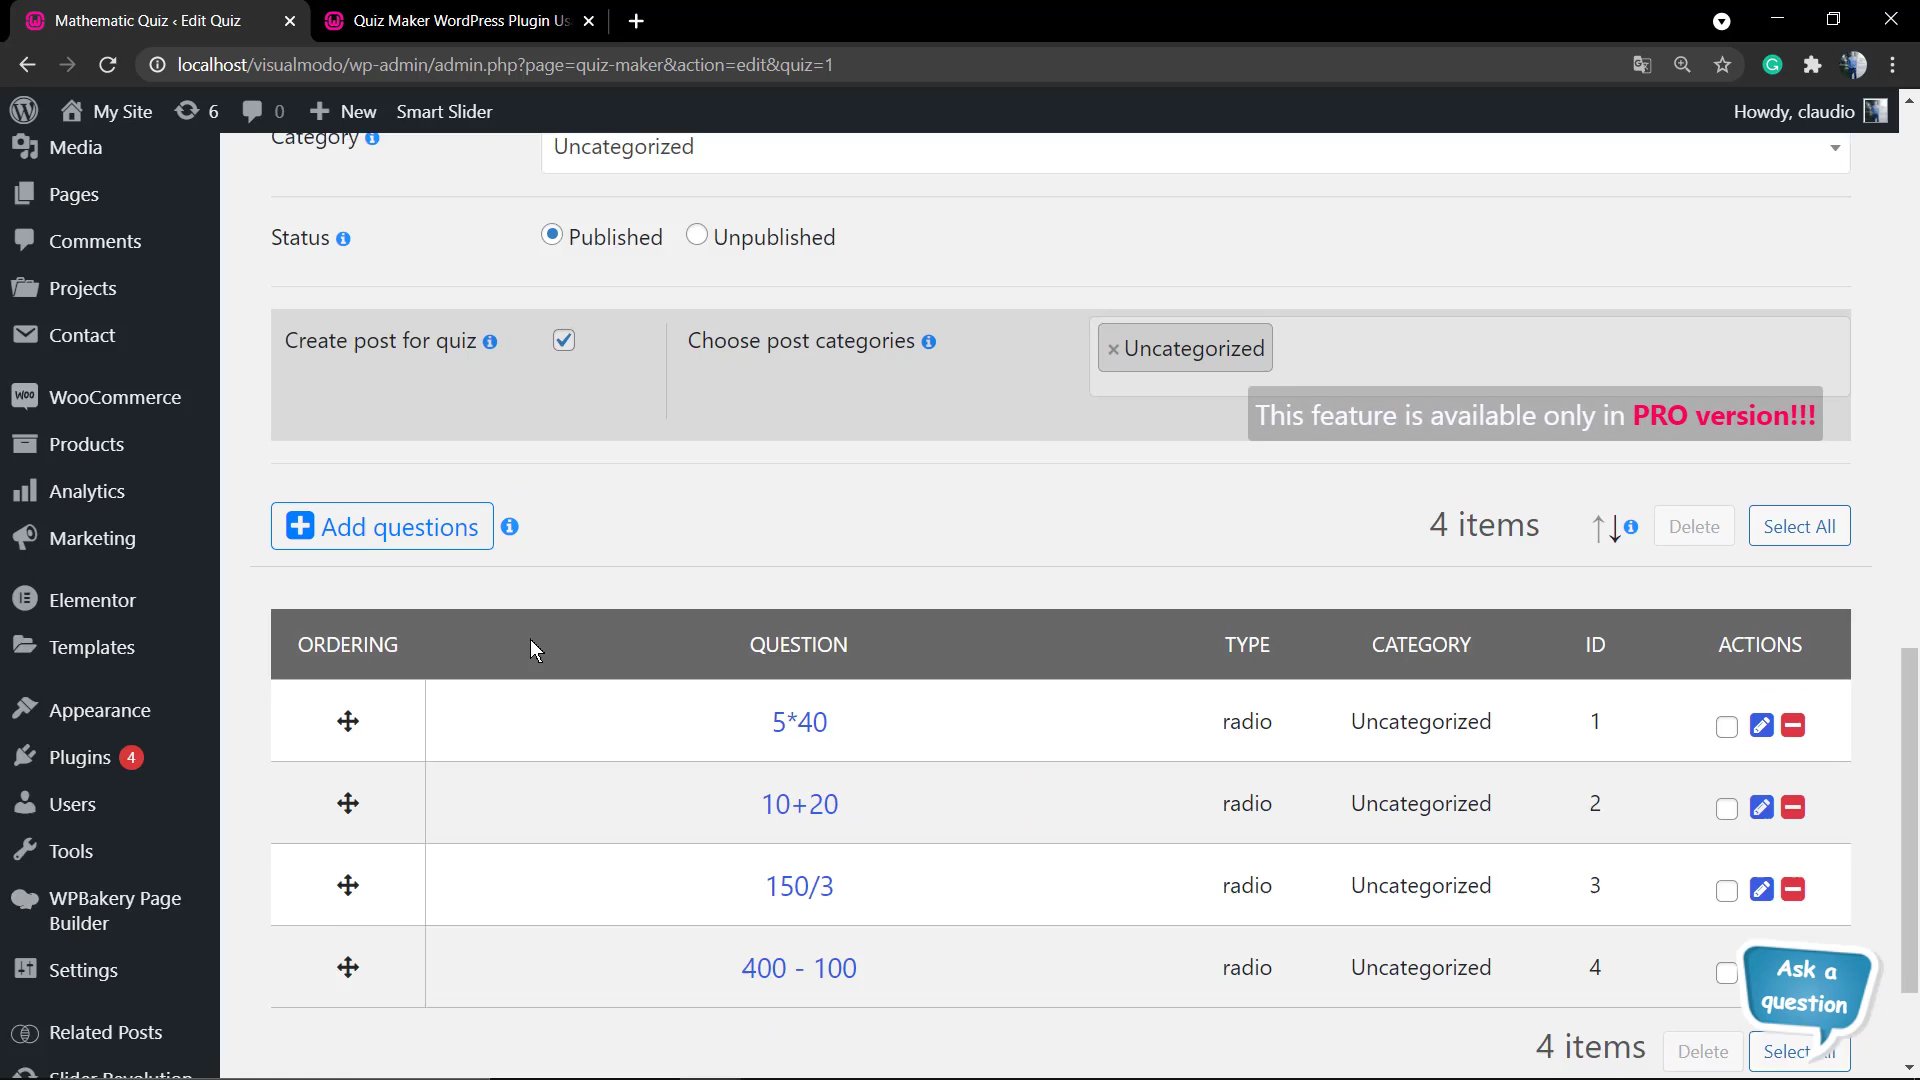 Mathematic Quiz ‹ Edit Quiz
Quiz Maker WordPress Plugin Us
localhost/visualmodo/wp-admin/admin.php?page=quiz-maker&action=edit&quiz=1
My Site 6 0 New Smart Slider Howdy, claudio
Media
Pages
Comments
Projects
Contact
WooCommerce
Products
Analytics
Marketing
Elementor
Templates
Appearance
Plugins 4
Users
Tools
WPBakery Page
Builder
Settings
Related Posts
Slider Revolution
Category
Uncategorized
Status Published Unpublished
Create post for quiz Choose post categories × Uncategorized
This feature is available only in PRO version!!!
Add questions 4 items Delete Select All
ORDERING QUESTION TYPE CATEGORY ID ACTIONS
5*40 radio Uncategorized 1
10+20 radio Uncategorized 2
150/3 radio Uncategorized 3
400 - 100 radio Uncategorized 4
Ask a
question
4 items Delete Select All